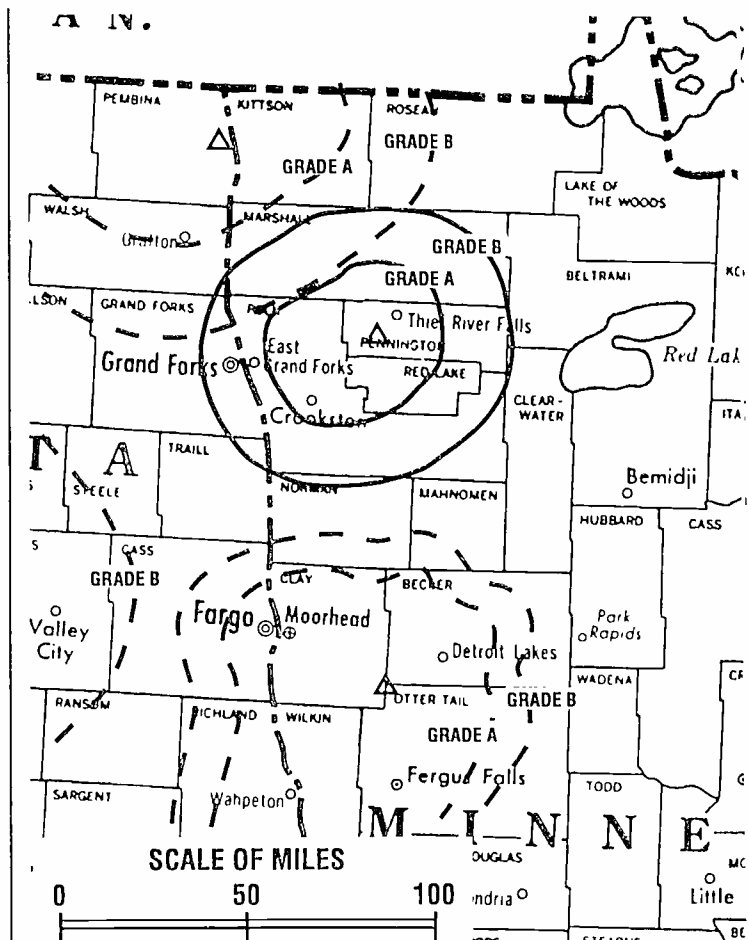 A N.
PEMBINA KITTSON ROSEAU
GRADE B
GRADE A
LAKE OF
THE WOODS
WALSH MARSHALL
Grafton
GRADE B
GRADE A
BELTRAMI
GRAND FORKS
Thief River Falls
East
Grand Forks Grand Forks
PENNINGTON
RED LAKE
Red Lak
Crookston
CLEAR-
WATER
ITA
T A
TRAILL
STEELE
NORMAN
MAHNOMEN
Bemidji
HUBBARD CASS
S CASS
GRADE B
CLAY BECKER
Fargo Moorhead
Valley
City
Park
Rapids
Detroit Lakes
WADENA
RANSOM RICHLAND WILKIN OTTER TAIL GRADE B
GRADE A
Fergus Falls
SARGENT
Wahpeton
TODD
M I N N E
SCALE OF MILES
DOUGLAS
0 50 100
ndria
Little
STEARNS